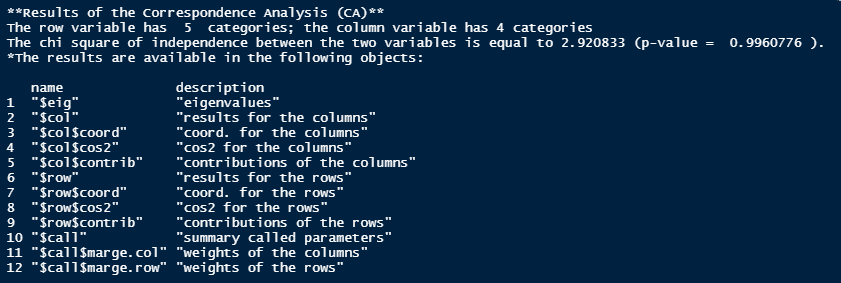 **Results of the Correspondence Analysis (CA)**
The row variable has  5  categories; the column variable has 4 categories
The chi square of independence between the two variables is equal to 2.920833 (p-value =  0.9960776 ).
*The results are available in the following objects:

   name              description
1  "$eig"            "eigenvalues"
2  "$col"            "results for the columns"
3  "$col$coord"      "coord. for the columns"
4  "$col$cos2"       "cos2 for the columns"
5  "$col$contrib"    "contributions of the columns"
6  "$row"            "results for the rows"
7  "$row$coord"      "coord. for the rows"
8  "$row$cos2"       "cos2 for the rows"
9  "$row$contrib"    "contributions of the rows"
10 "$call"           "summary called parameters"
11 "$call$marge.col" "weights of the columns"
12 "$call$marge.row" "weights of the rows"